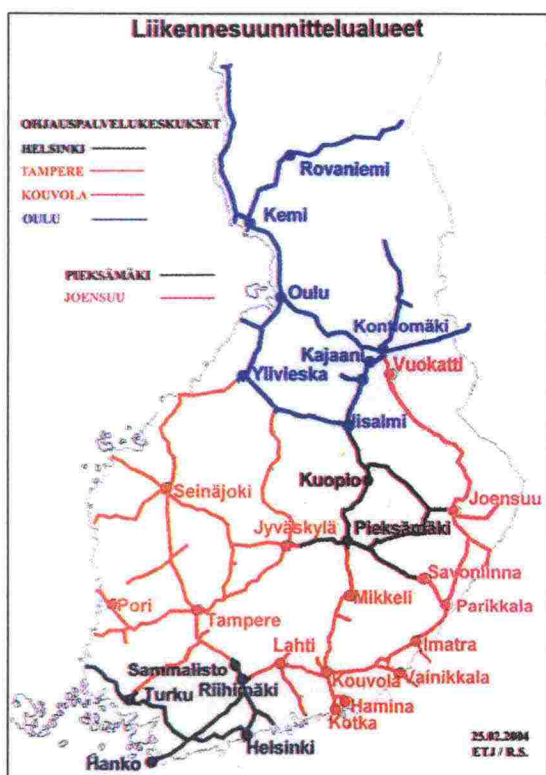 Liikennesuunnittelualueet
OHJAUSPALVELUKESKUKSET
HELSINKI
TAMPERE
KOUVOLA
OULU
PIEKSÄMÄKI
JOENSUU
Rovaniemi
Kemi
Oulu
Kontiomäki
Kajaani
Vuokatti
Ylivieska
Iisalmi
Kuopio
Seinäjoki
Joensuu
Jyväskylä
Pieksämäki
Savonlinna
Mikkeli
Parikkala
Pori
Tampere
Imatra
Lahti
Sammalisto
Kouvola
Vainikkala
Riihimäki
Turku
Hamina
Kotka
Helsinki
Hanko
25.02.2004
ETJ / R.S.